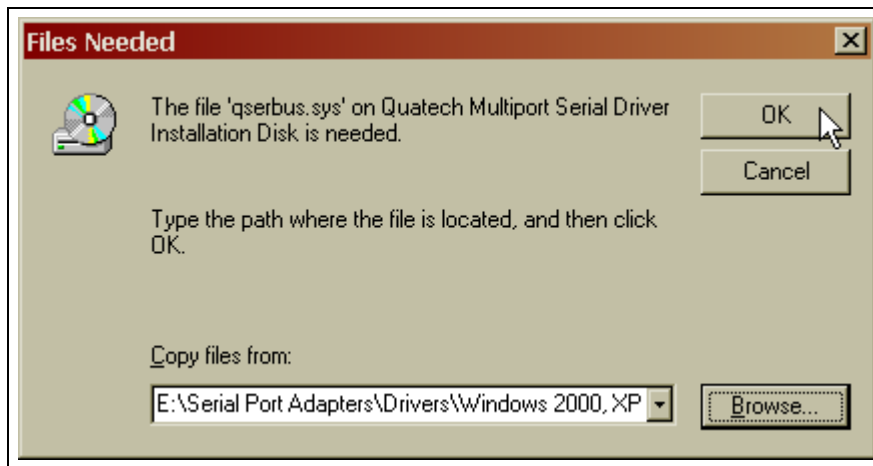 Files Needed
The file 'qserbus.sys' on Quatech Multiport Serial Driver
Installation Disk is needed.
OK
Cancel
Type the path where the file is located, and then click
OK.
Copy files from:
E:\Serial Port Adapters\Drivers\Windows 2000, XP
Browse...